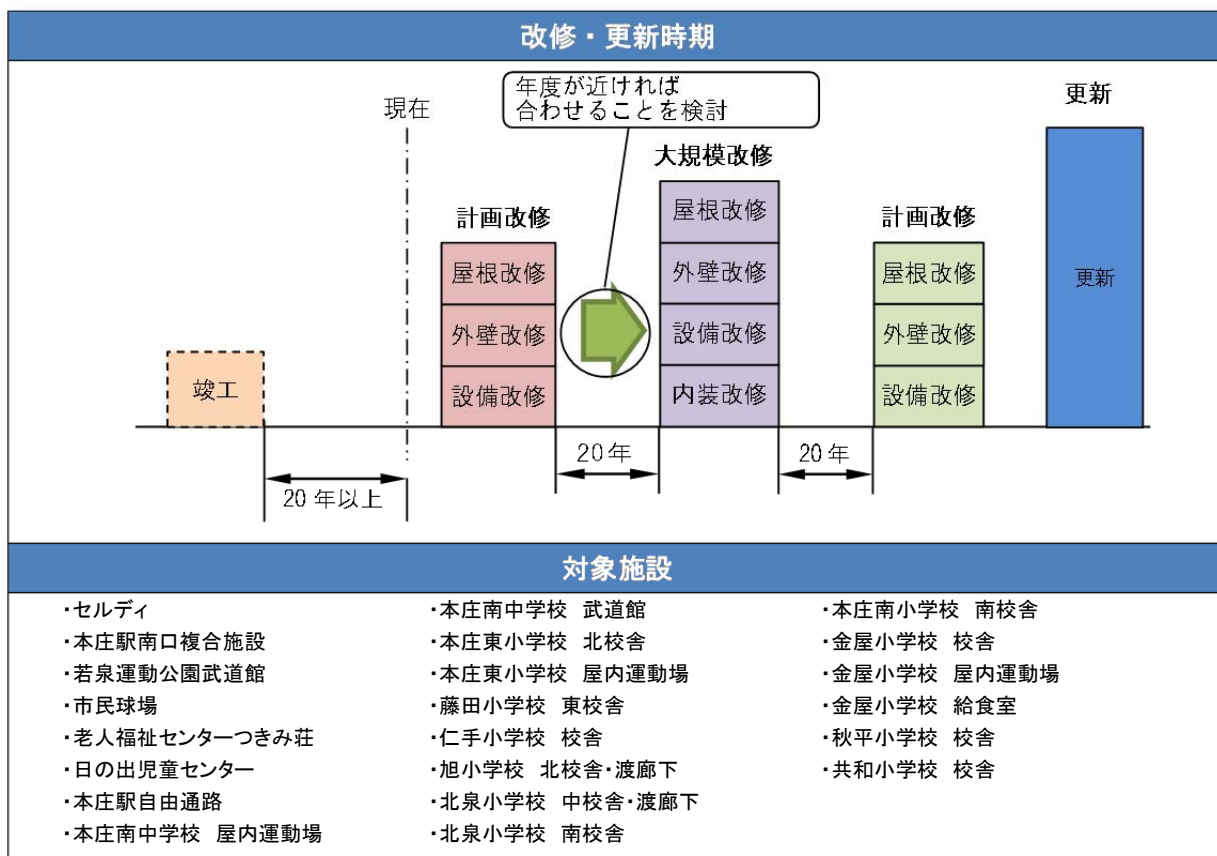 改修・更新時期
年度が近ければ
合わせることを検討
現在
更新
大規模改修
計画改修
計画改修
屋根改修
外壁改修
設備改修
屋根改修
外壁改修
設備改修
内装改修
屋根改修
外壁改修
設備改修
更新
竣工
20年以上
20年
20年
対象施設
・セルディ
・本庄駅南口複合施設
・若泉運動公園武道館
・市民球場
・老人福祉センターつきみ荘
・日の出児童センター
・本庄駅自由通路
・本庄南中学校 屋内運動場
・本庄南中学校 武道館
・本庄東小学校 北校舎
・本庄東小学校 屋内運動場
・藤田小学校 東校舎
・仁手小学校 校舎
・旭小学校 北校舎・渡廊下
・北泉小学校 中校舎・渡廊下
・北泉小学校 南校舎
・本庄南小学校 南校舎
・金屋小学校 校舎
・金屋小学校 屋内運動場
・金屋小学校 給食室
・秋平小学校 校舎
・共和小学校 校舎